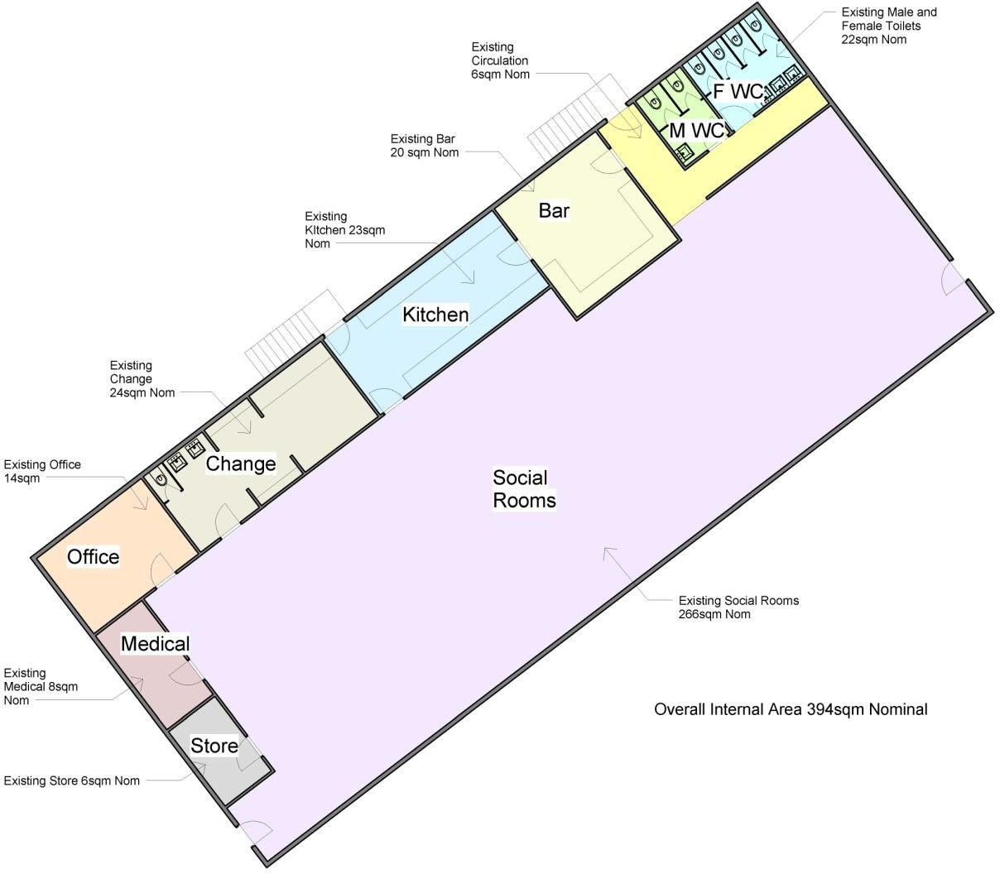 Existing Male and
Female Toilets
22sqm Nom
Existing
Circulation
6sqm Nom
F WC
M WC
Existing Bar
20 sqm Nom
Bar
Existing
KItchen 23sqm
Nom
Kitchen
Existing
Change
24sqm Nom
Change
Existing Office
14sqm
Office
Social
Rooms
Existing Social Rooms
266sqm Nom
Medical
Existing
Medical 8sqm
Nom
Overall Internal Area 394sqm Nominal
Store
Existing Store 6sqm Nom